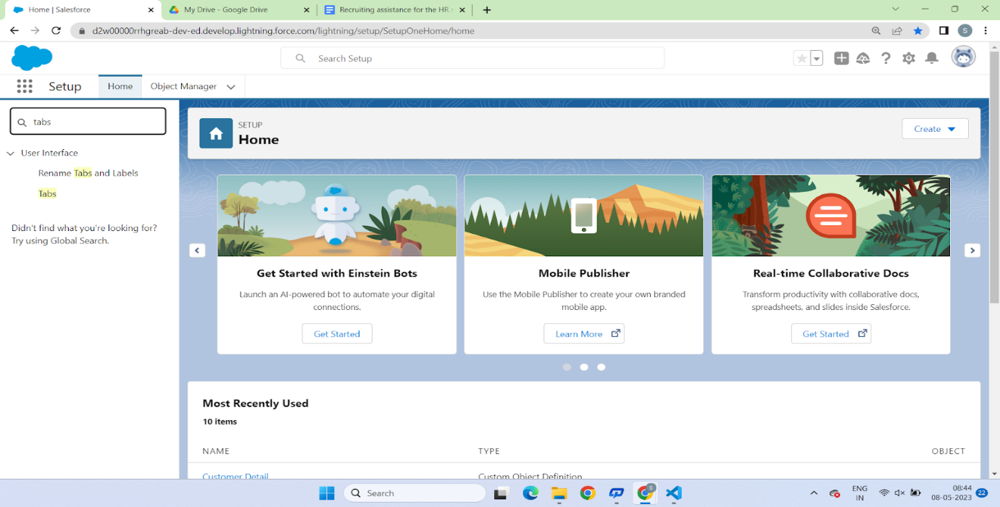 Home | Salesforce
My Drive - Google Drive
Recruiting assistance for the HR
d2w00000rrhgreab-dev-ed.develop.lightning.force.com/lightning/setup/SetupOneHome/home
S
Search Setup
Setup
Home
Object Manager
tabs
User Interface
Rename Tabs and Labels
Tabs
Didn't find what you're looking for?
Try using Global Search.
SETUP
Home
Create
Get Started with Einstein Bots
Launch an AI-powered bot to automate your digital
connections.
Get Started
Mobile Publisher
Use the Mobile Publisher to create your own branded
mobile app.
Learn More
Real-time Collaborative Docs
Transform productivity with collaborative docs,
spreadsheets, and slides inside Salesforce.
Get Started
Most Recently Used
10 items
NAME TYPE OBJECT
Customer Detail Custom Object Definition
Search
S
ENG
IN
08:44
08-05-2023
22